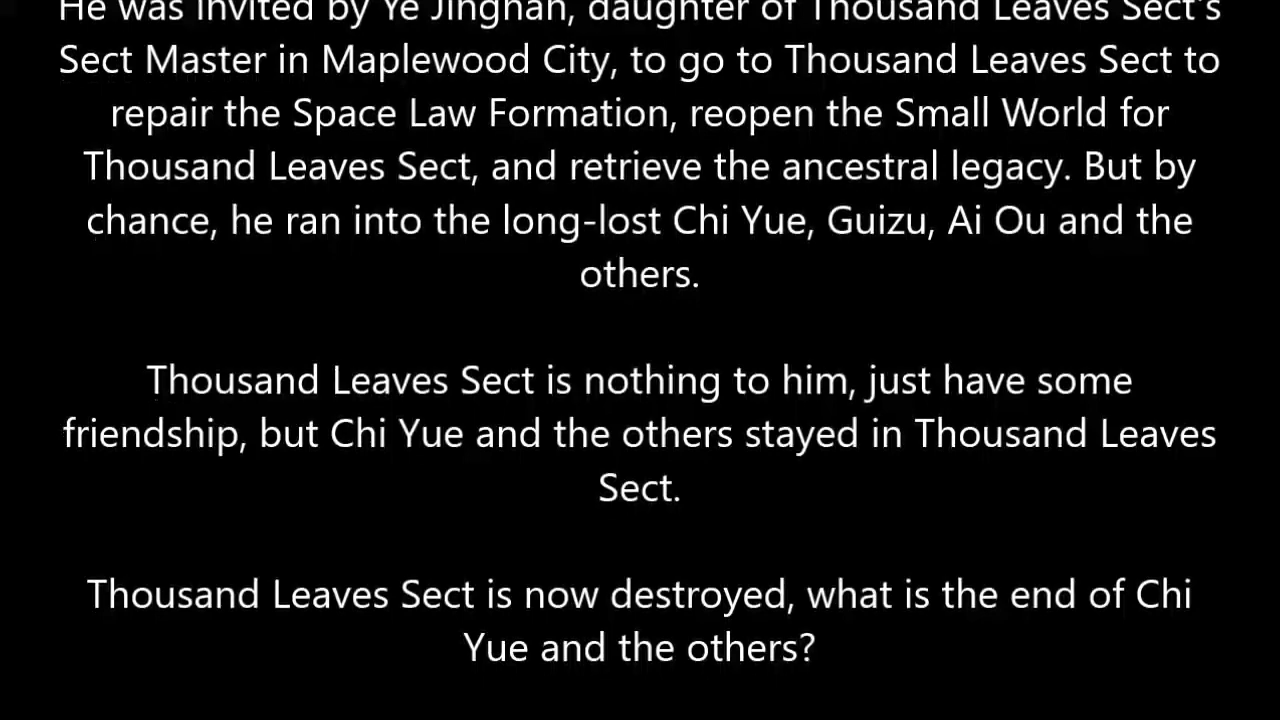 He was invited by Ye Jinghan, daughter of Thousand Leaves Sect's
Sect Master in Maplewood City, to go to Thousand Leaves Sect to
repair the Space Law Formation, reopen the Small World for
Thousand Leaves Sect, and retrieve the ancestral legacy. But by
chance, he ran into the long-lost Chi Yue, Guizu, Ai Ou and the
others.
Thousand Leaves Sect is nothing to him, just have some
friendship, but Chi Yue and the others stayed in Thousand Leaves
Sect.
Thousand Leaves Sect is now destroyed, what is the end of Chi
Yue and the others?